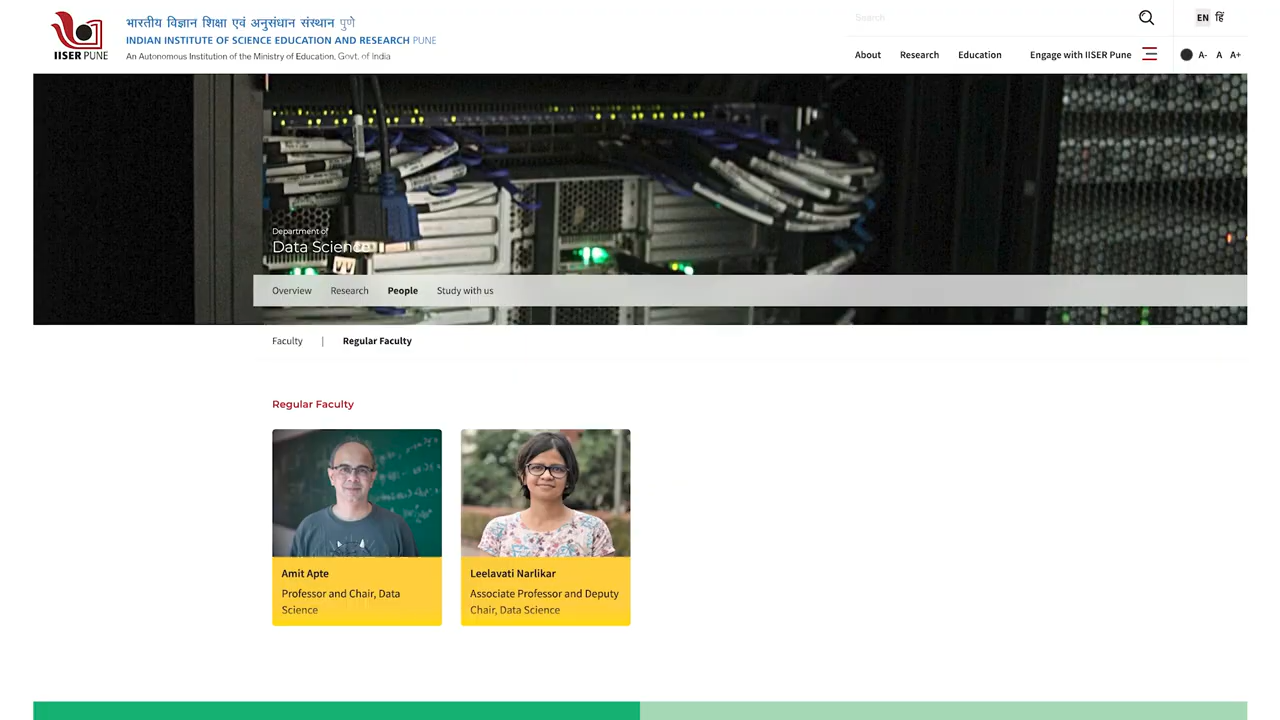 भारतीय विज्ञान शिक्षा एवं अनुसंधान संस्थान पुणे
INDIAN INSTITUTE OF SCIENCE EDUCATION AND RESEARCH PUNE
An Autonomous Institution of the Ministry of Education, Govt. of India
IISER PUNE
Search
EN हिं
About Research Education Engage with IISER Pune A- A A+
Department of
Data Science
Overview Research People Study with us
Faculty | Regular Faculty
Regular Faculty
Amit Apte
Professor and Chair, Data
Science
Leelavati Narlikar
Associate Professor and Deputy
Chair, Data Science